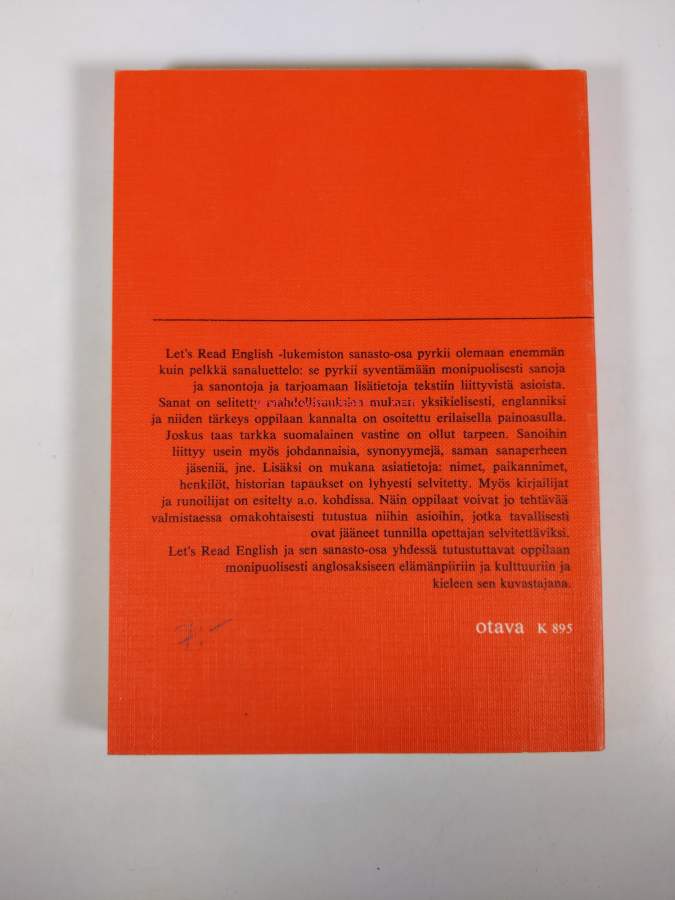 Let's Read English -lukemiston sanasto-osa pyrkii olemaan enemmän
kuin pelkkä sanaluettelo: se pyrkii syventämään monipuolisesti sanoja
ja sanontoja ja tarjoamaan lisätietoja tekstiin liittyvistä asioista.
Sanat on selitetty mahdollisuuksien mukaan yksikielisesti, englanniksi
ja niiden tärkeys oppilaan kannalta on osoitettu erilaisella painoasulla.
Joskus taas tarkka suomalainen vastine on ollut tarpeen. Sanoihin
liittyy usein myös johdannaisia, synonyymejä, saman sanaperheen
jäseniä, jne. Lisäksi on mukana asiatietoja: nimet, paikannimet,
henkilöt, historian tapaukset on lyhyesti selvitetty. Myös kirjailijat
ja runoilijat on esitelty a.o. kohdissa. Näin oppilaat voivat jo tehtävää
valmistaessa omakohtaisesti tutustua niihin asioihin, jotka tavallisesti
ovat jääneet tunnilla opettajan selvitettäviksi.
Let's Read English ja sen sanasto-osa yhdessä tutustuttavat oppilaan
monipuolisesti anglosaksiseen elämänpiiriin ja kulttuuriin ja
kieleen sen kuvastajana.
otava K 895